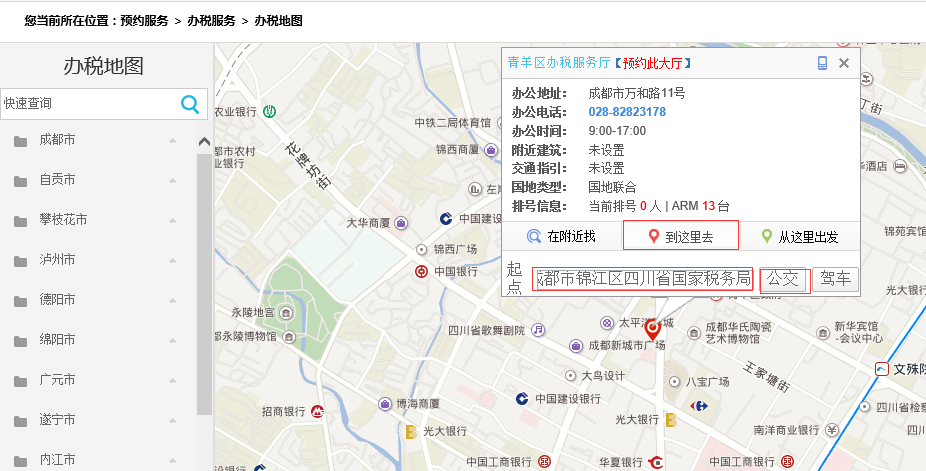 您当前所在位置：预约服务 > 办税服务 > 办税地图
办税地图
快速查询
成都市
自贡市
攀枝花市
泸州市
德阳市
绵阳市
广元市
遂宁市
内江市
青羊区办税服务厅【预约此大厅】
办公地址： 成都市万和路11号
办公电话： 028-82823178
办公时间： 9:00-17:00
附近建筑： 未设置
交通指引： 未设置
国地类型： 国地联合
排号信息： 当前排号 0 人 | ARM 13 台
在附近找
到这里去
从这里出发
起点
成都市锦江区四川省国家税务局
公交
驾车
农业银行
都市农村
业银行
花牌坊街
中铁二局体育馆
锦西商厦
左岸
大华商厦
中国建设
锦西广场
中国银行
永陵地宫
都永陵博物馆
四川省歌舞剧院
太平洋
城
成都新城市广场
成都华氏陶瓷
艺术博物馆
新华宾馆
-会议中心
丁街
酒店
锦苑宾馆
光大银行
王家塘街
文殊院
大鸟设计
八宝广场
中国建设银行
招商银行
博海商厦
光大银行
光大银行
四川省检察
南洋商业银行
中国工商银行
华夏银行
中国工商银行
成都银行